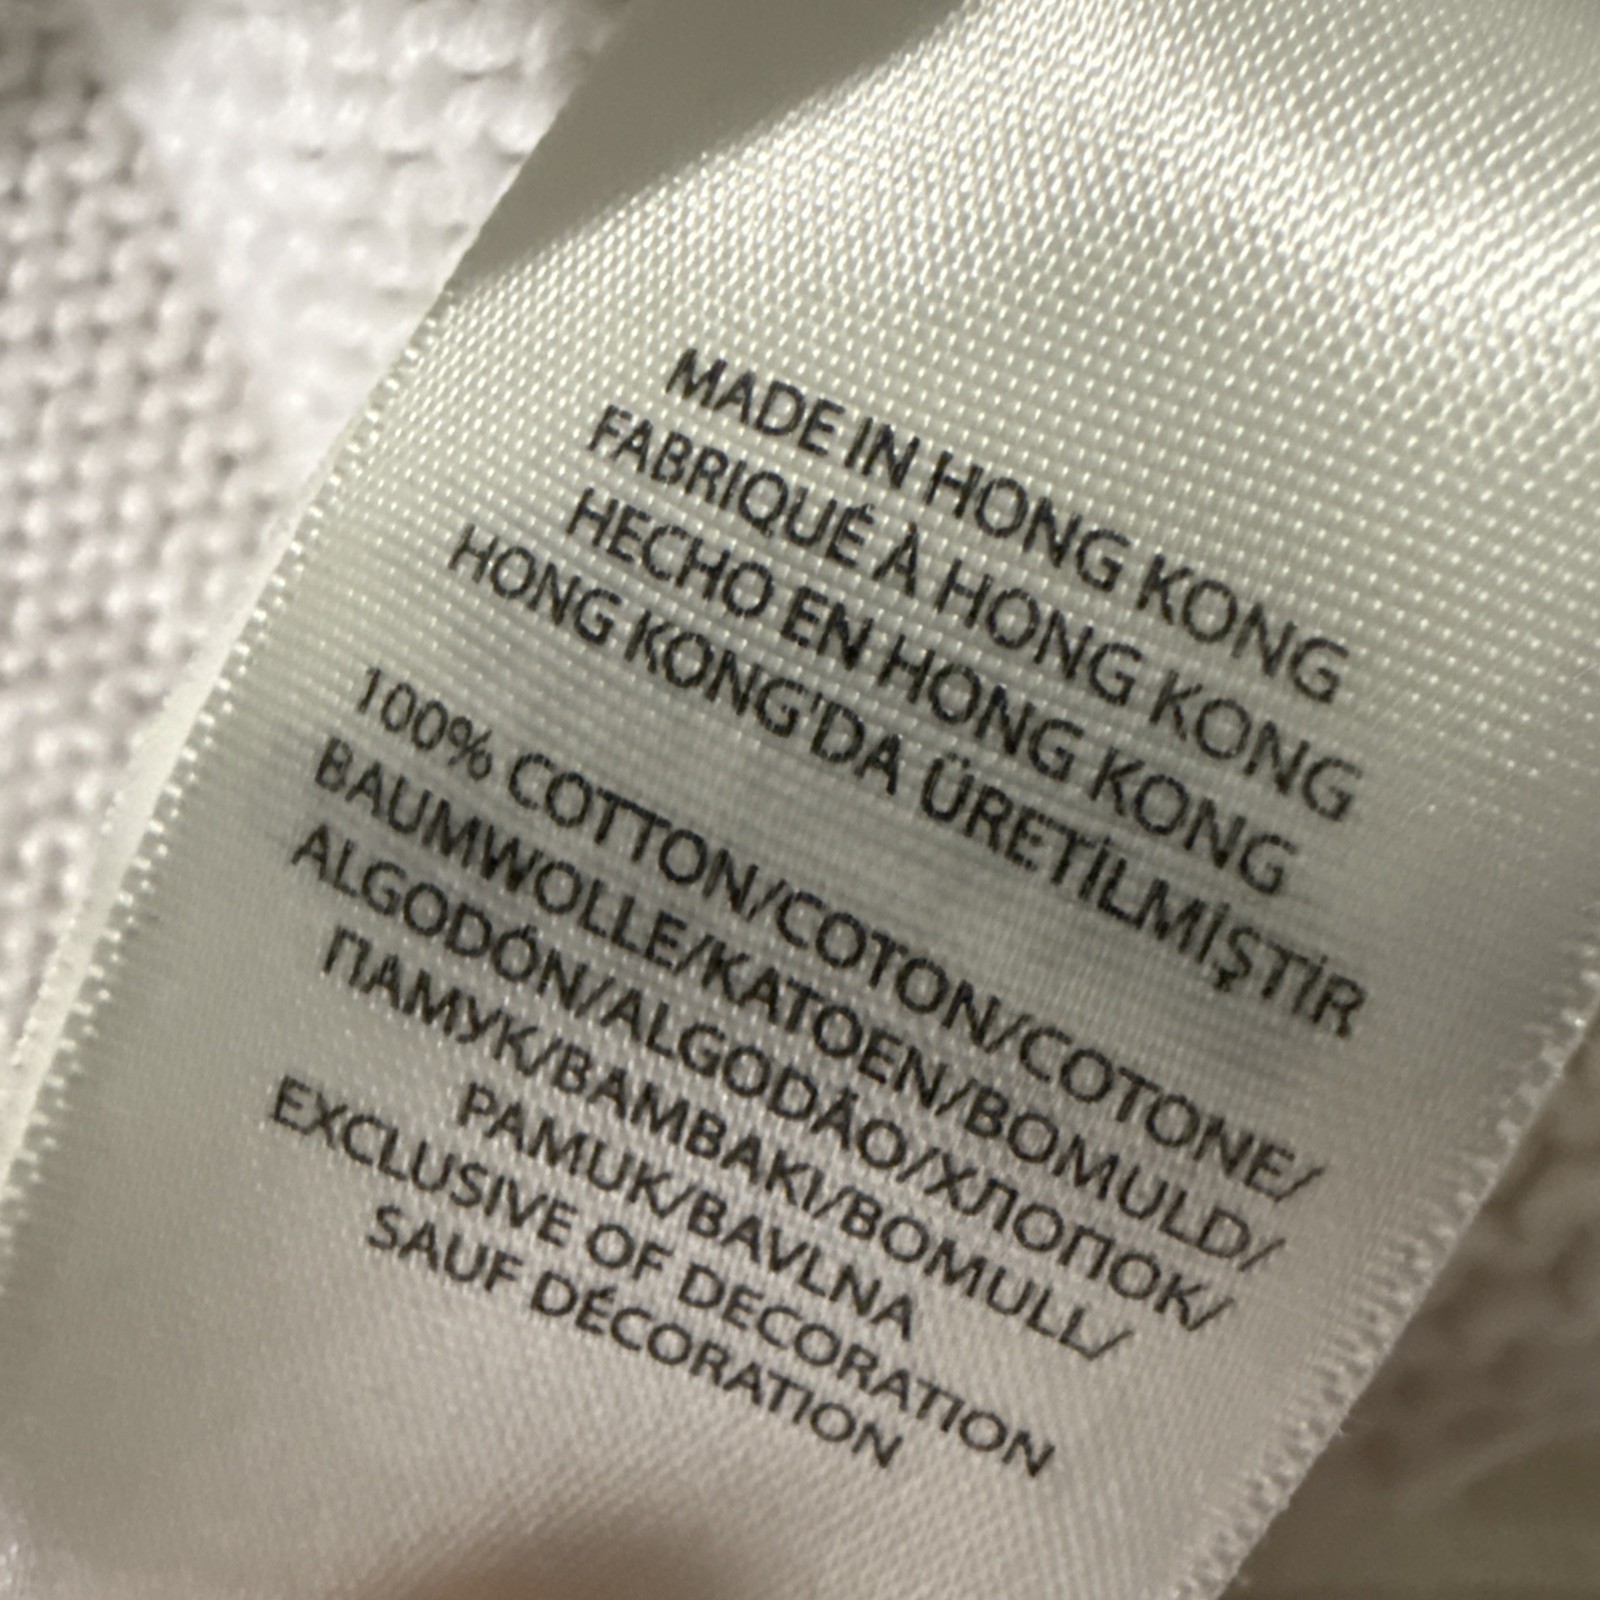 MADE IN HONG KONG
FABRIQUÉ À HONG KONG
HECHO EN HONG KONG
HONG KONG'DA ÜRETİLMİŞTİR
100% COTTON/COTON/COTONE/
BAUMWOLLE/KATOEN/BOMULD/
ALGODÓN/ALGODÃO/ХЛОПОК/
ПАМУК/BAMBAKI/BOMULL/
PAMUK/BAVLNA
EXCLUSIVE OF DECORATION
SAUF DÉCORATION